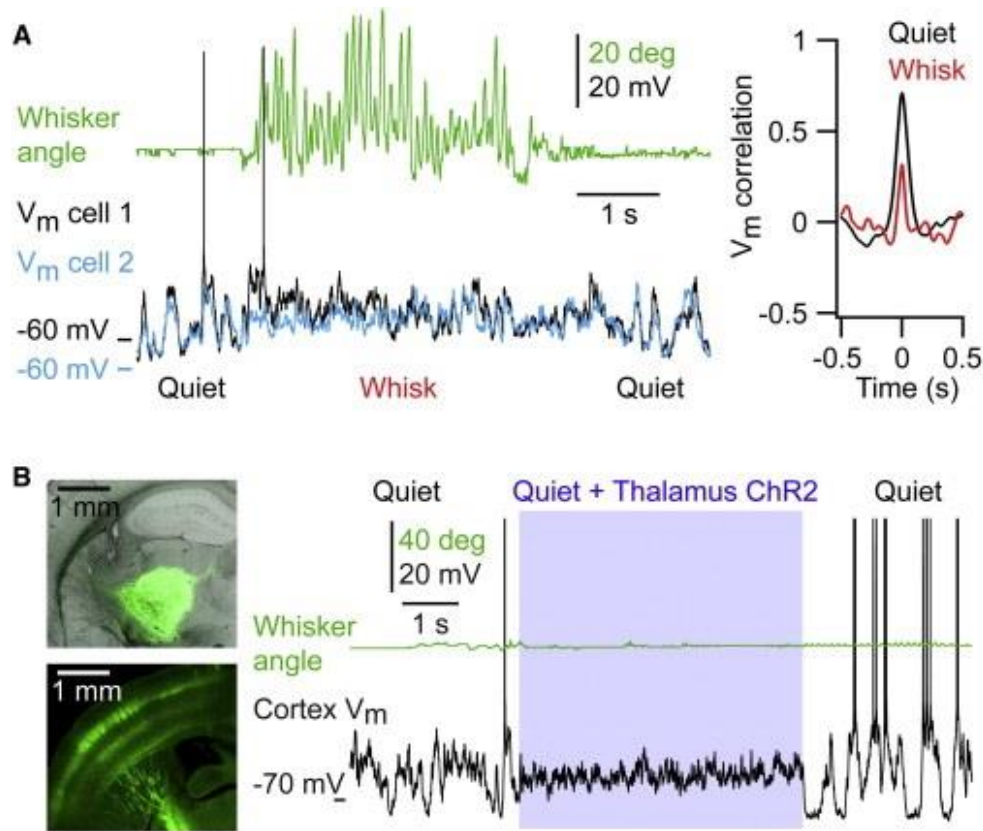 A
Whisker
angle
20 deg
20 mV
1 s
Vm cell 1
Vm cell 2
-60 mV
-60 mV
Quiet
Whisk
Quiet
Quiet
Whisk
Vm correlation
1
0.5
0
-0.5
-0.5
0
0.5
Time (s)
B
1 mm
1 mm
Quiet
Quiet + Thalamus ChR2
Quiet
40 deg
20 mV
1 s
Whisker
angle
Cortex Vm
-70 mV